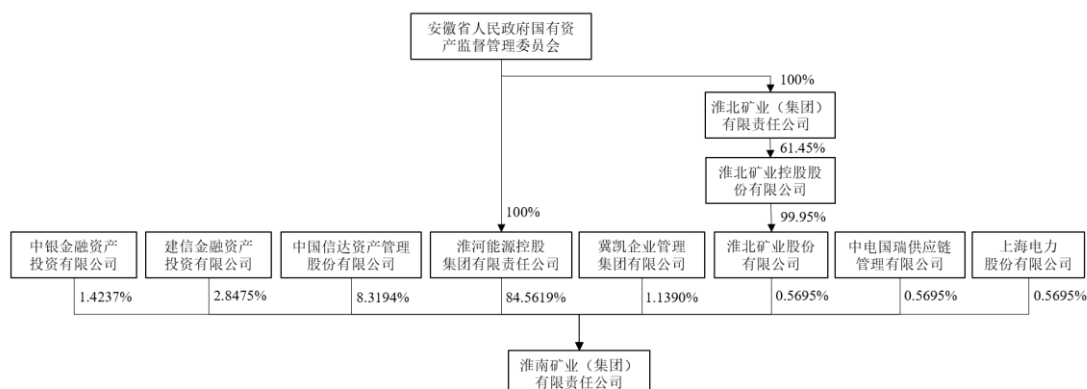 安徽省人民政府国有资
产监督管理委员会
100%
淮北矿业（集团）
有限责任公司
61.45%
淮北矿业控股股
份有限公司
100%
99.95%
中银金融资产
投资有限公司
建信金融资产
投资有限公司
中国信达资产管理
股份有限公司
淮河能源控股
集团有限责任公司
冀凯企业管理
集团有限公司
淮北矿业股份
有限公司
中电国瑞供应链
管理有限公司
上海电力
股份有限公司
1.4237%
2.8475%
8.3194%
84.5619%
1.1390%
0.5695%
0.5695%
0.5695%
淮南矿业（集团）
有限责任公司